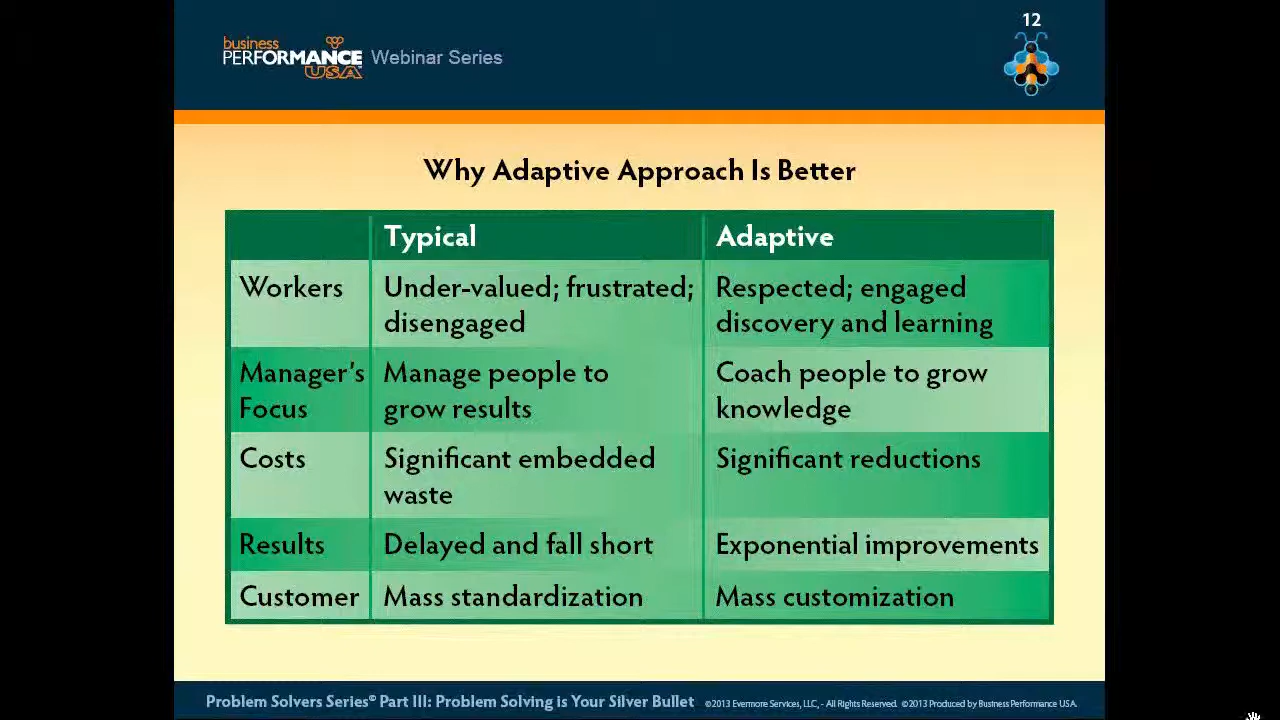 12
business
PERFORMANCE
USA
Webinar Series
Why Adaptive Approach Is Better
Typical
Adaptive
Workers
Under-valued; frustrated;
disengaged
Respected; engaged
discovery and learning
Manager's
Focus
Manage people to
grow results
Coach people to grow
knowledge
Costs
Significant embedded
waste
Significant reductions
Results
Delayed and fall short
Exponential improvements
Customer
Mass standardization
Mass customization
Problem Solvers Series© Part III: Problem Solving is Your Silver Bullet ©2013 Evermore Services, LLC, - All Rights Reserved. ©2013 Produced by Business Performance USA.